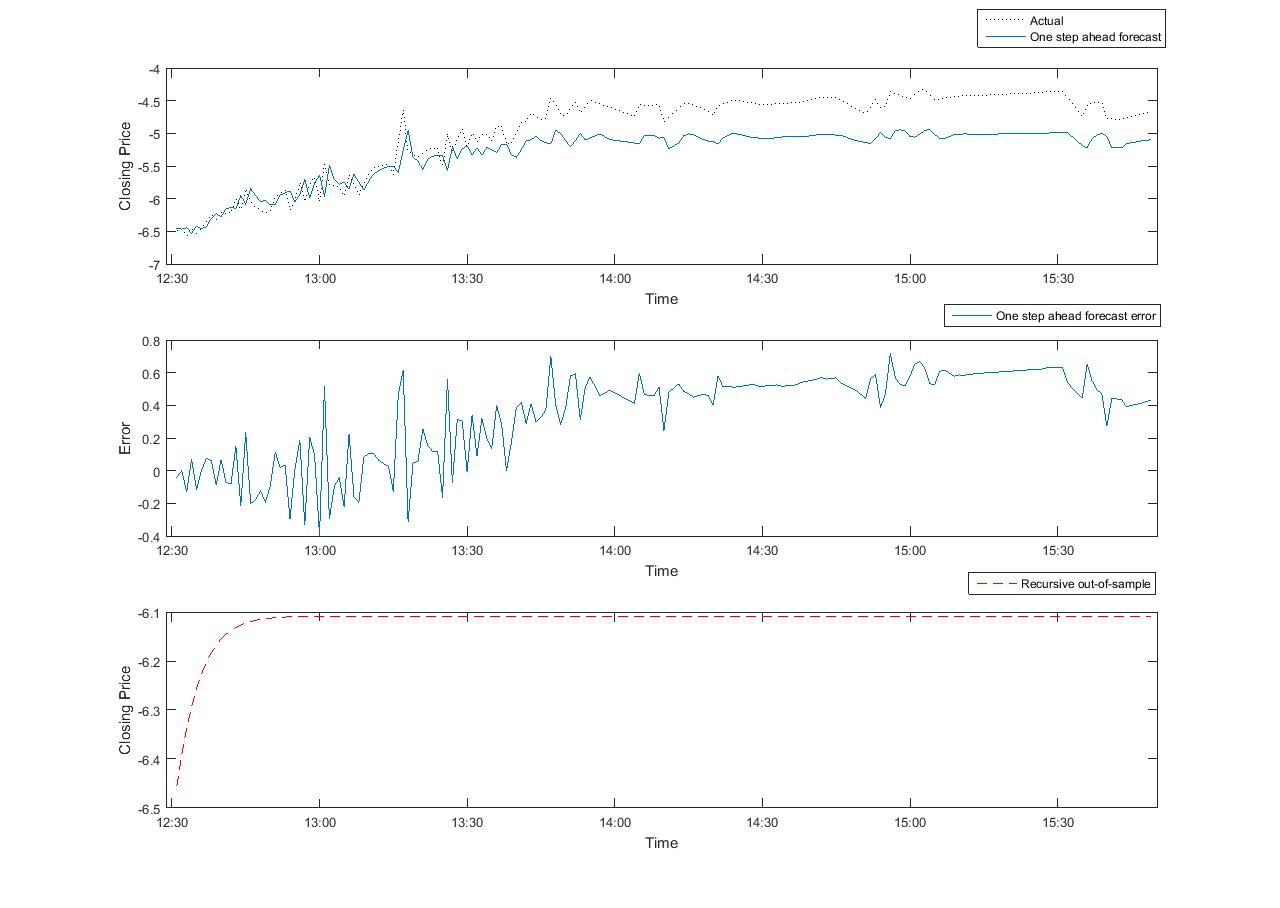 Actual
One step ahead forecast
-4
-4.5
-5
-5.5
-6
-6.5
-7
Closing Price
12:30 13:00 13:30 14:00 14:30 15:00 15:30
Time
One step ahead forecast error
0.8
0.6
0.4
0.2
0
-0.2
-0.4
Error
12:30 13:00 13:30 14:00 14:30 15:00 15:30
Time
Recursive out-of-sample
-6.1
-6.2
-6.3
-6.4
-6.5
Closing Price
12:30 13:00 13:30 14:00 14:30 15:00 15:30
Time